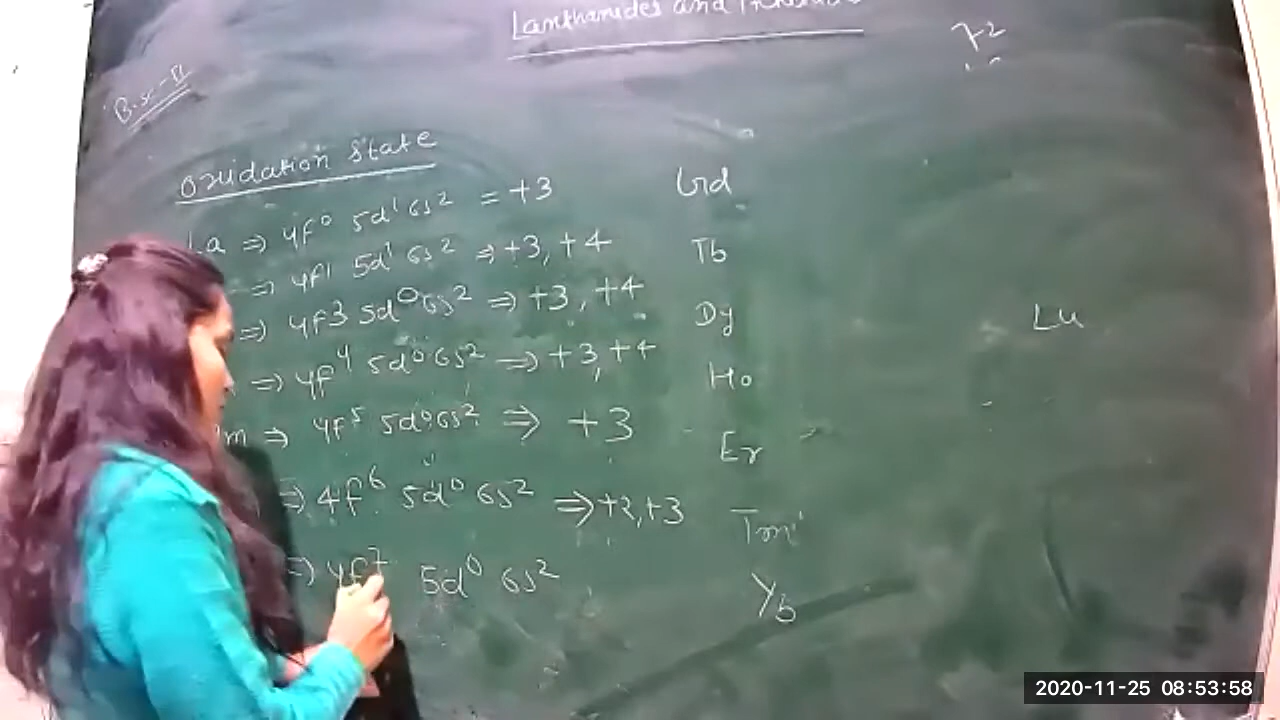 Lanthanides and
7-2
B.sc-II
Oxidation State
La ⇒ 4f⁰ 5d¹ 6s² = +3
⇒ 4f1 5d¹ 6s² ⇒ +3, +4
⇒ 4f3 5d⁰ 6s² ⇒ +3, +4
⇒ 4f⁴ 5d⁰ 6s² ⇒ +3, +4
m ⇒ 4f⁵ 5d⁰ 6s² ⇒ +3
⇒ 4f⁶ 5d⁰ 6s² ⇒ +2, +3
⇒ 4f⁷ 5d⁰ 6s²
Gd
Tb
Dy
Ho
Er
Tm
Yb
Lu
2020-11-25 08:53:58